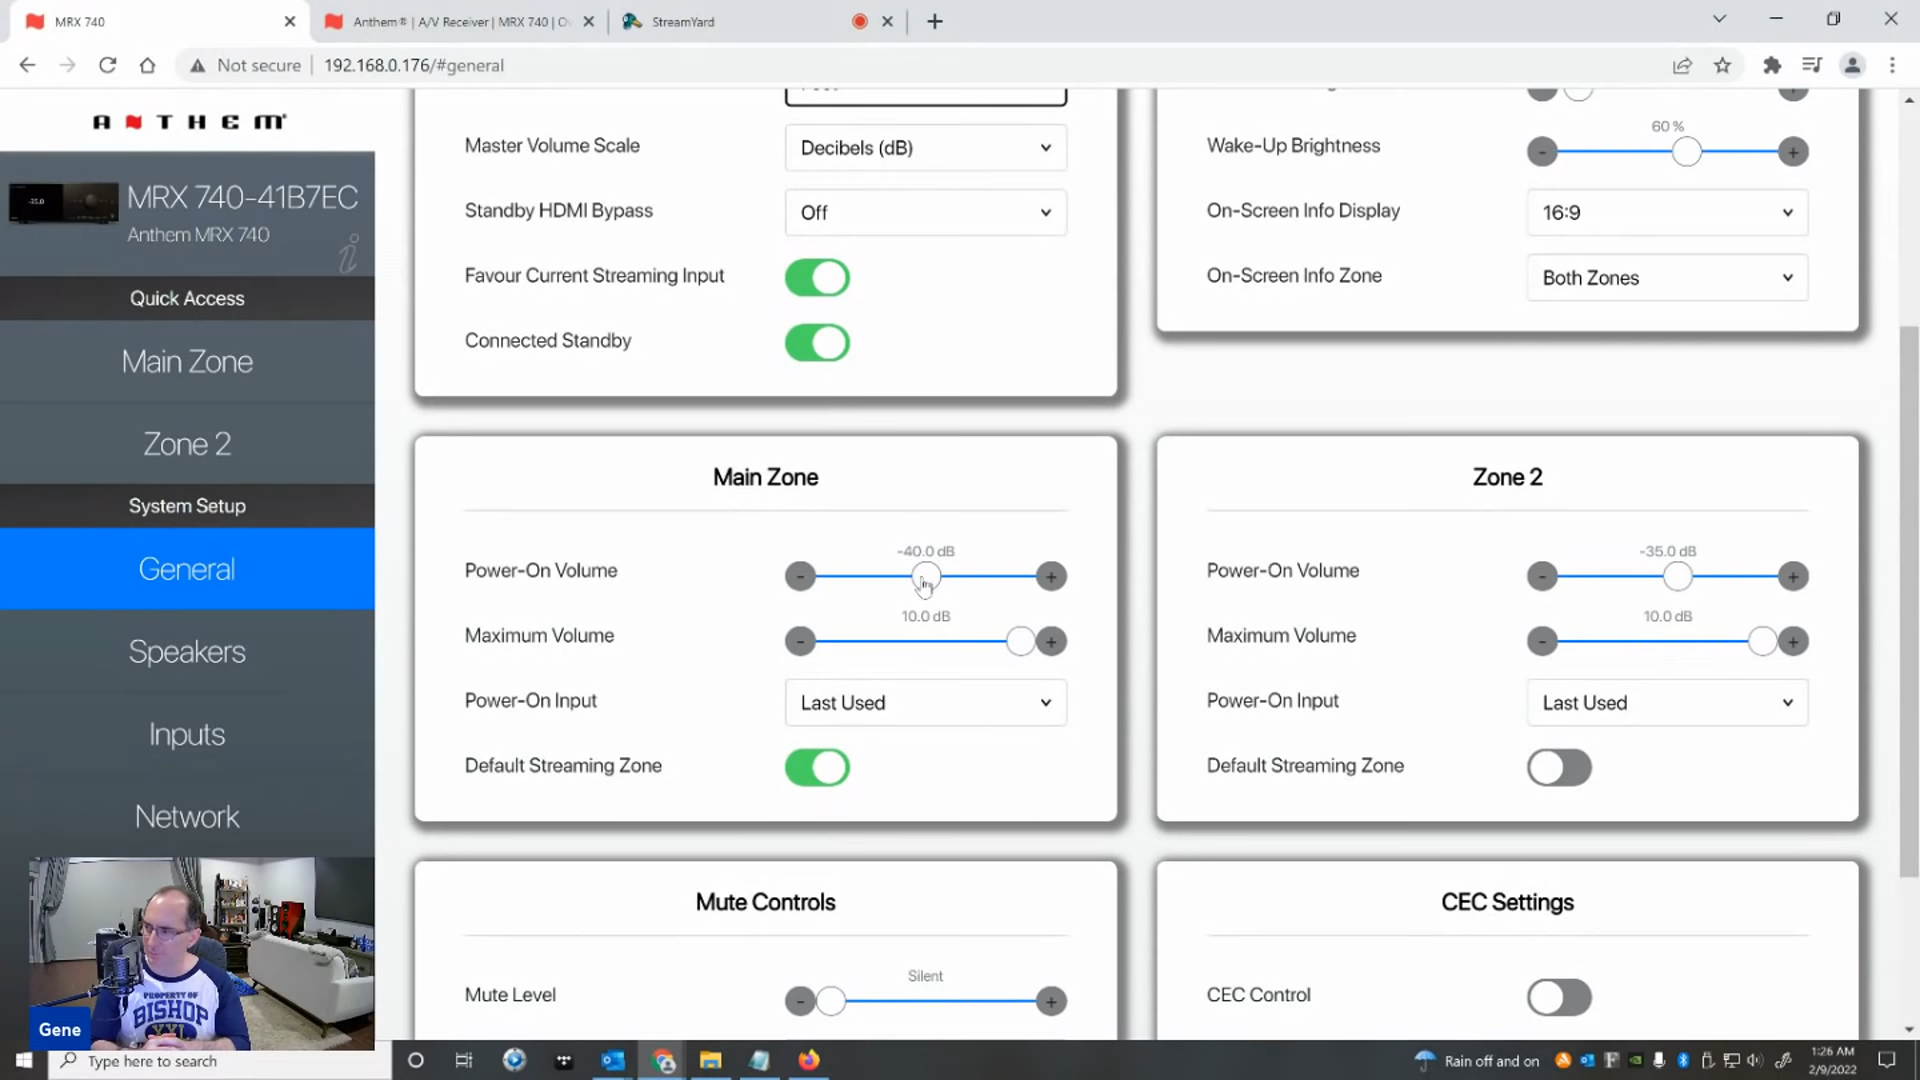 MRX 740
Anthem® | A/V Receiver | MRX 740 | O
StreamYard
Not secure
192.168.0.176/#general
ANTHEM
MRX 740-41B7EC
Anthem MRX 740
Quick Access
Main Zone
Zone 2
System Setup
General
Speakers
Inputs
Network
Master Volume Scale
Decibels (dB)
Standby HDMI Bypass
Off
Favour Current Streaming Input
Connected Standby
60 %
Wake-Up Brightness
On-Screen Info Display
16:9
On-Screen Info Zone
Both Zones
Main Zone
-40.0 dB
Power-On Volume
10.0 dB
Maximum Volume
Power-On Input
Last Used
Default Streaming Zone
Zone 2
-35.0 dB
Power-On Volume
10.0 dB
Maximum Volume
Power-On Input
Last Used
Default Streaming Zone
Mute Controls
Silent
Mute Level
CEC Settings
CEC Control
PROPERTY OF
BISHOP
XXL
Gene
Type here to search
Rain off and on
1:26 AM
2/9/2022